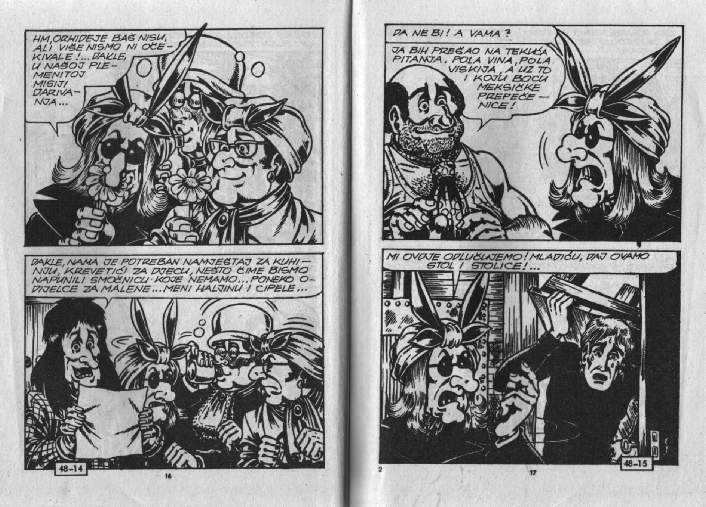 HM, ORHIDEJE BAŠ NISU,
ALI VIŠE NISMO NI OČE-
KIVALE!... DAKLE,
U NAŠOJ PLE-
MENITOJ
MISIJI
DARIVA-
NJA...
DAKLE, NAMA JE POTREBAN NAMJEŠTAJ ZA KUHI-
NJU, KREVETIĆI ZA DJECU, NEŠTO ČIME BISMO
NAPUNILI SMOČNICU KOJE NEMAMO... PONEKO O-
DJELCE ZA MALENE... MENI HALJINU I CIPELE...
48-14
16
DA NE BI! A VAMA?
JA BIH PREŠAO NA TEKUĆA
PITANJA. POLA VINA, POLA
VISKIJA, A UZ TO
I KOJU BOCU
MEKSIČKE
PREPEČE-
NICE!
MI OVDJE ODLUČUJEMO! MLADIĆU, DAJ OVAMO
STOL I STOLICE!...
48-15
2
17